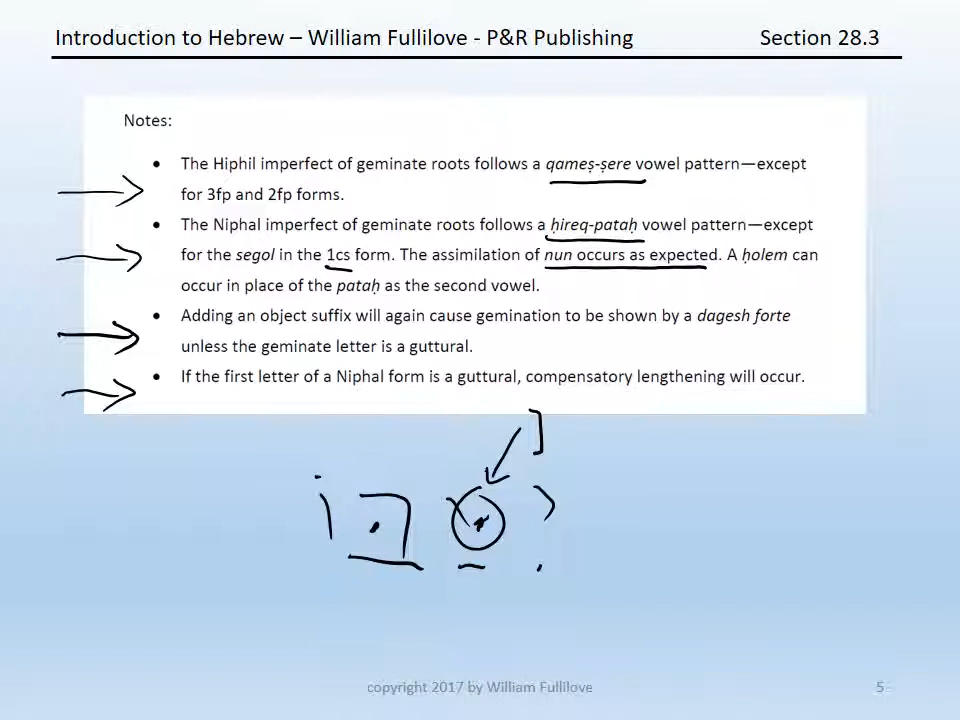 Introduction to Hebrew – William Fullilove - P&R Publishing Section 28.3
Notes:
• The Hiphil imperfect of geminate roots follows a qameṣ-ṣere vowel pattern—except
for 3fp and 2fp forms.
• The Niphal imperfect of geminate roots follows a ḥireq-pataḥ vowel pattern—except
for the segol in the 1cs form. The assimilation of nun occurs as expected. A ḥolem can
occur in place of the pataḥ as the second vowel.
• Adding an object suffix will again cause gemination to be shown by a dagesh forte
unless the geminate letter is a guttural.
• If the first letter of a Niphal form is a guttural, compensatory lengthening will occur.
copyright 2017 by William Fullilove 5